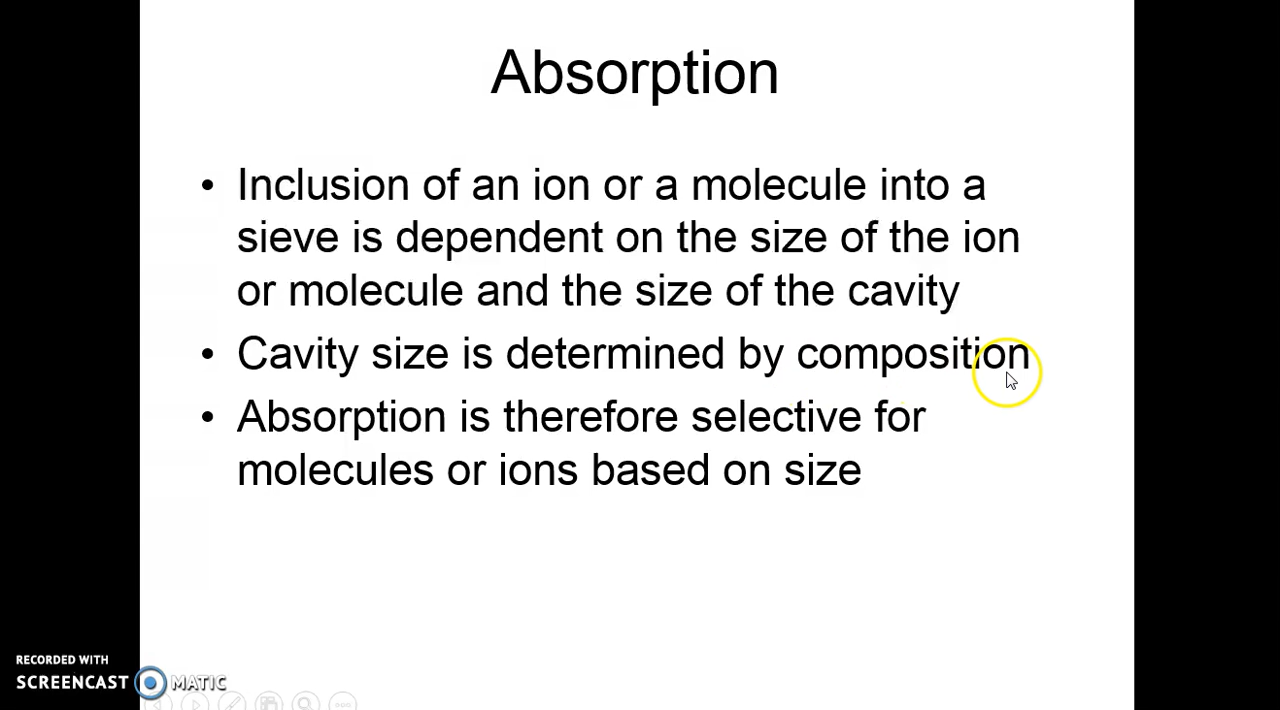 Absorption
• Inclusion of an ion or a molecule into a
sieve is dependent on the size of the ion
or molecule and the size of the cavity
• Cavity size is determined by composition
• Absorption is therefore selective for
molecules or ions based on size
RECORDED WITH
SCREENCAST MATIC